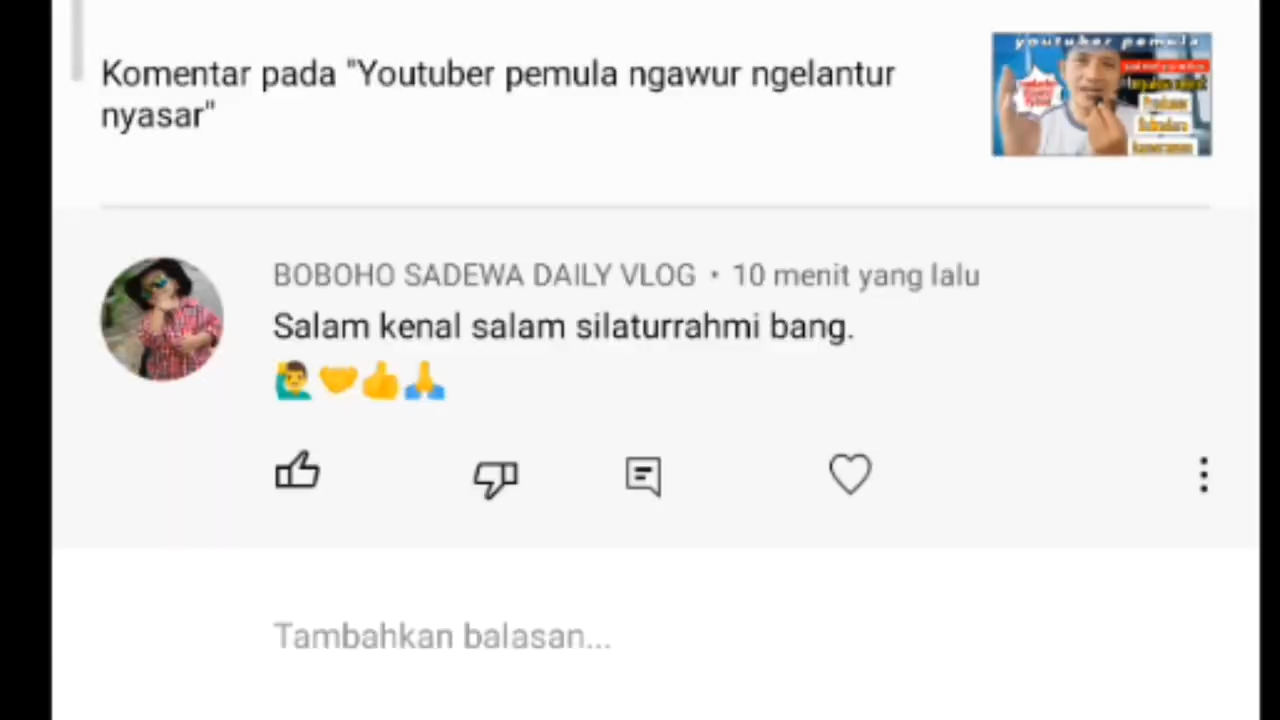 Komentar pada "Youtuber pemula ngawur ngelantur
nyasar"
youtuber pemula
BOBOHO SADEWA DAILY VLOG • 10 menit yang lalu
Salam kenal salam silaturrahmi bang.
🙋‍♂️🤝👍🙏
Tambahkan balasan...